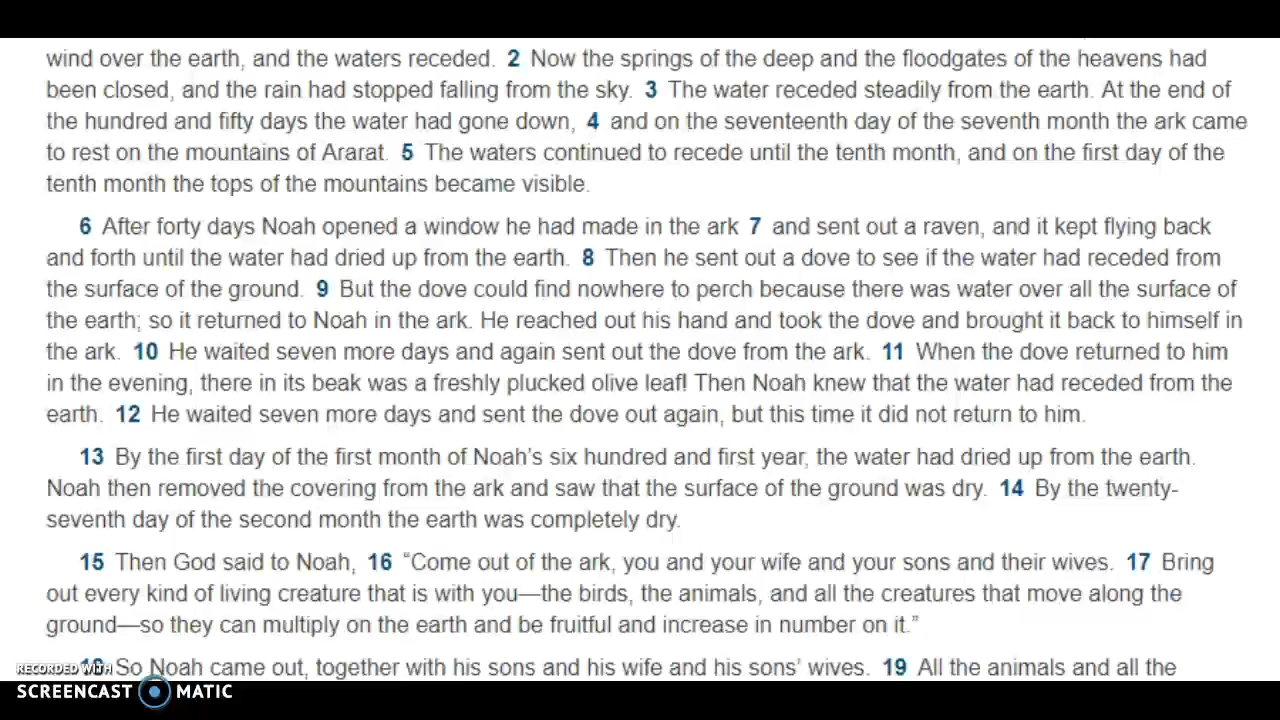 wind over the earth, and the waters receded. 2 Now the springs of the deep and the floodgates of the heavens had
been closed, and the rain had stopped falling from the sky. 3 The water receded steadily from the earth. At the end of
the hundred and fifty days the water had gone down, 4 and on the seventeenth day of the seventh month the ark came
to rest on the mountains of Ararat. 5 The waters continued to recede until the tenth month, and on the first day of the
tenth month the tops of the mountains became visible.
6 After forty days Noah opened a window he had made in the ark 7 and sent out a raven, and it kept flying back
and forth until the water had dried up from the earth. 8 Then he sent out a dove to see if the water had receded from
the surface of the ground. 9 But the dove could find nowhere to perch because there was water over all the surface of
the earth; so it returned to Noah in the ark. He reached out his hand and took the dove and brought it back to himself in
the ark. 10 He waited seven more days and again sent out the dove from the ark. 11 When the dove returned to him
in the evening, there in its beak was a freshly plucked olive leaf! Then Noah knew that the water had receded from the
earth. 12 He waited seven more days and sent the dove out again, but this time it did not return to him.
13 By the first day of the first month of Noah’s six hundred and first year, the water had dried up from the earth.
Noah then removed the covering from the ark and saw that the surface of the ground was dry. 14 By the twenty-
seventh day of the second month the earth was completely dry.
15 Then God said to Noah, 16 “Come out of the ark, you and your wife and your sons and their wives. 17 Bring
out every kind of living creature that is with you—the birds, the animals, and all the creatures that move along the
ground—so they can multiply on the earth and be fruitful and increase in number on it.”
18 So Noah came out, together with his sons and his wife and his sons’ wives. 19 All the animals and all the
RECORDED WITH
SCREENCAST MATIC